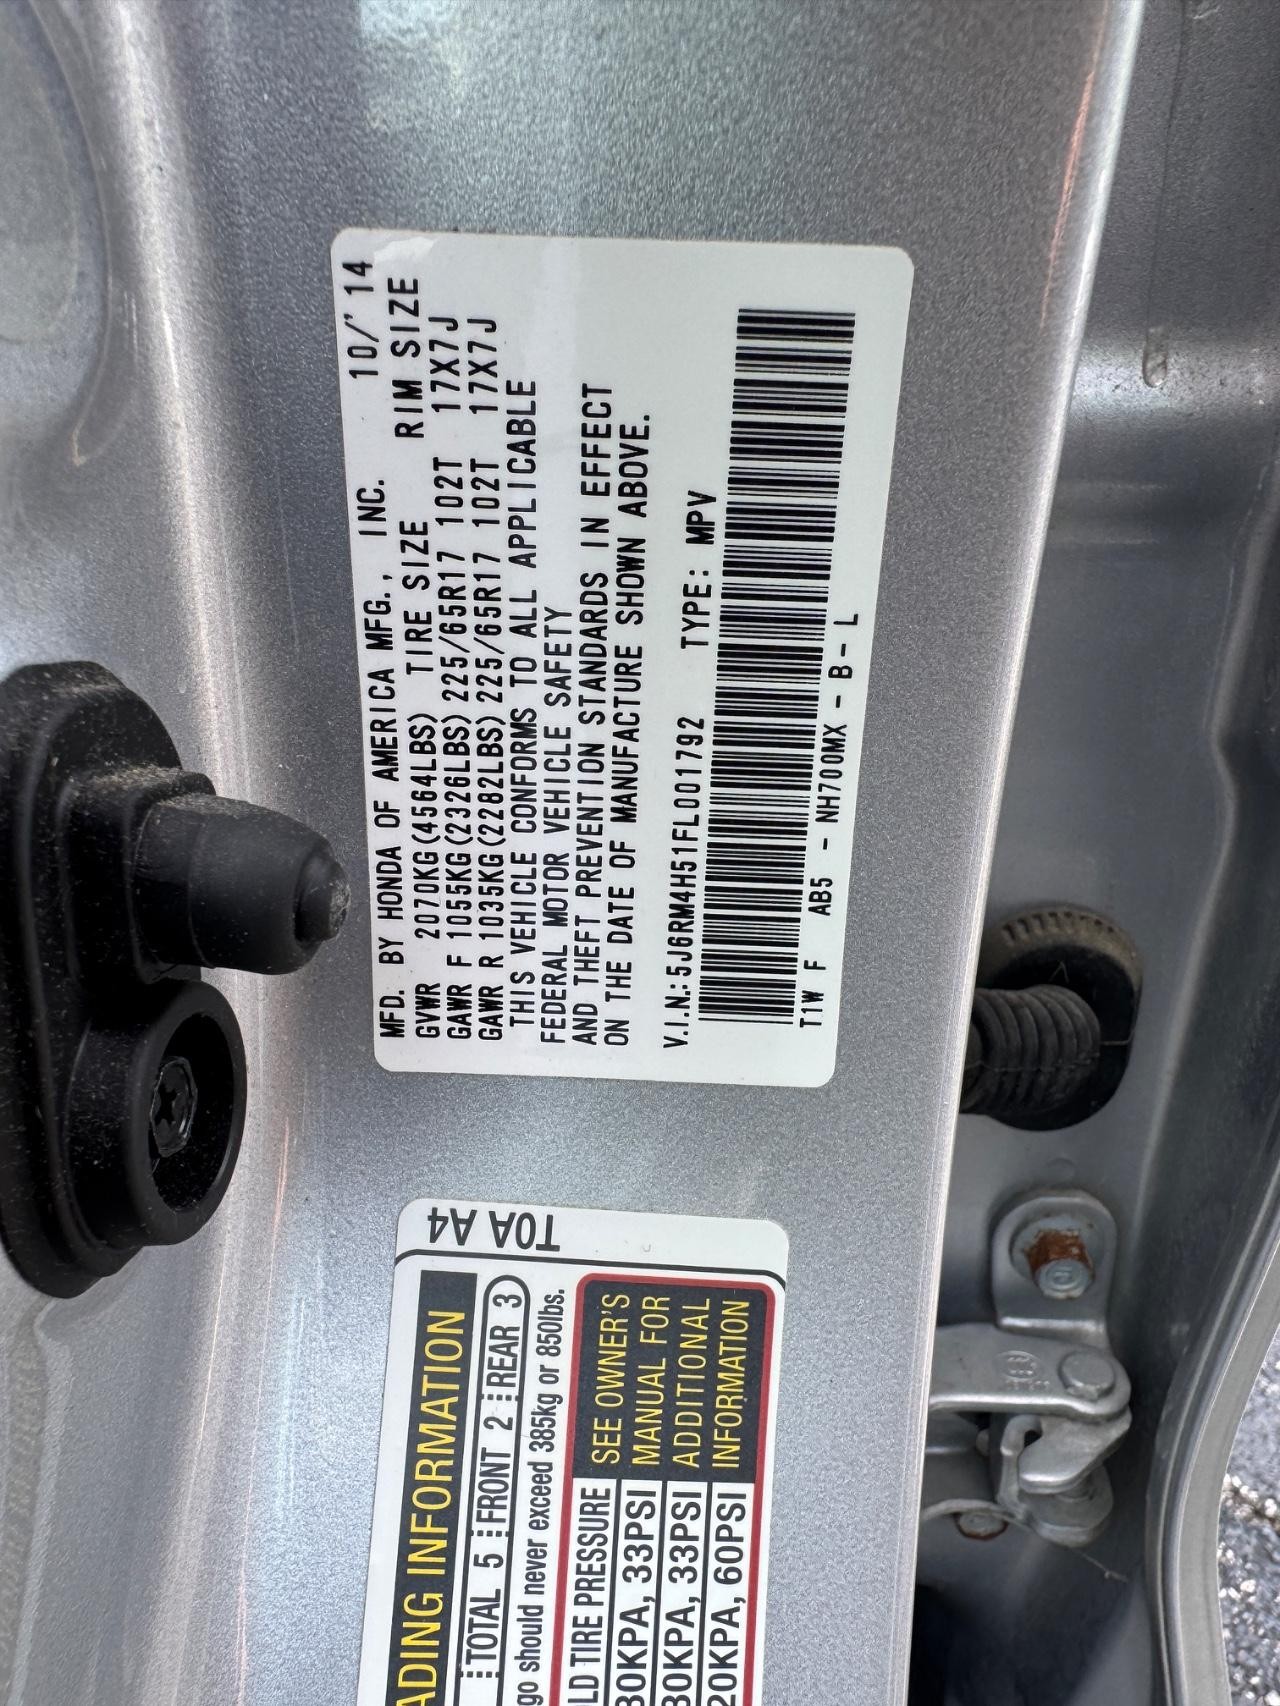 MFD. BY HONDA OF AMERICA MFG., INC. 10/'14
GVWR 2070KG(4564LBS) TIRE SIZE RIM SIZE
GAWR F 1055KG(2326LBS) 225/65R17 102T 17X7J
GAWR R 1035KG(2282LBS) 225/65R17 102T 17X7J
THIS VEHICLE CONFORMS TO ALL APPLICABLE
FEDERAL MOTOR VEHICLE SAFETY
AND THEFT PREVENTION STANDARDS IN EFFECT
ON THE DATE OF MANUFACTURE SHOWN ABOVE.
V.I.N.: 5J6RM4H51FL001792 TYPE: MPV
T1W F AB5 - NH700MX - B - L
T0A A4
ADING INFORMATION
TOTAL 5 FRONT 2 REAR 3
go should never exceed 385kg or 850lbs.
LD TIRE PRESSURE
30KPA, 33PSI
30KPA, 33PSI
20KPA, 60PSI
SEE OWNER'S
MANUAL FOR
ADDITIONAL
INFORMATION